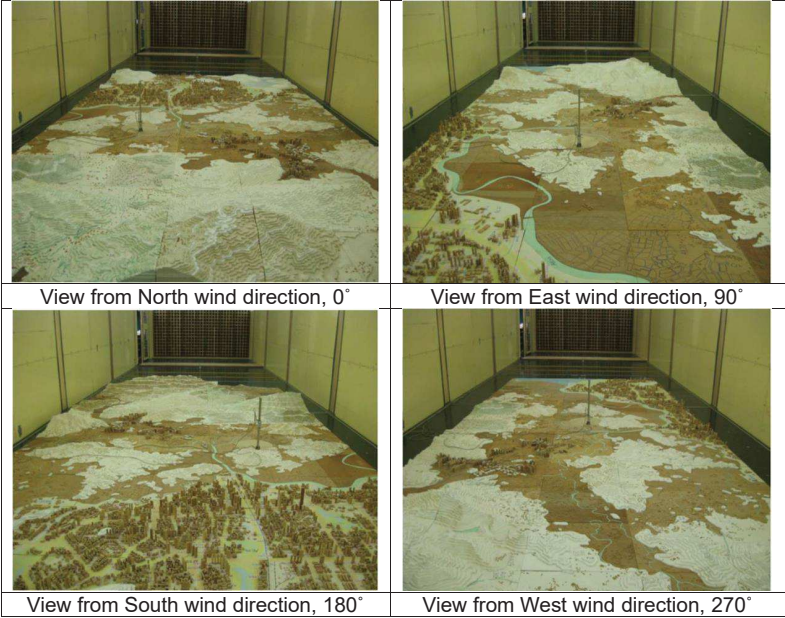 View from North wind direction, 0˚
View from East wind direction, 90˚
View from South wind direction, 180˚
View from West wind direction, 270˚